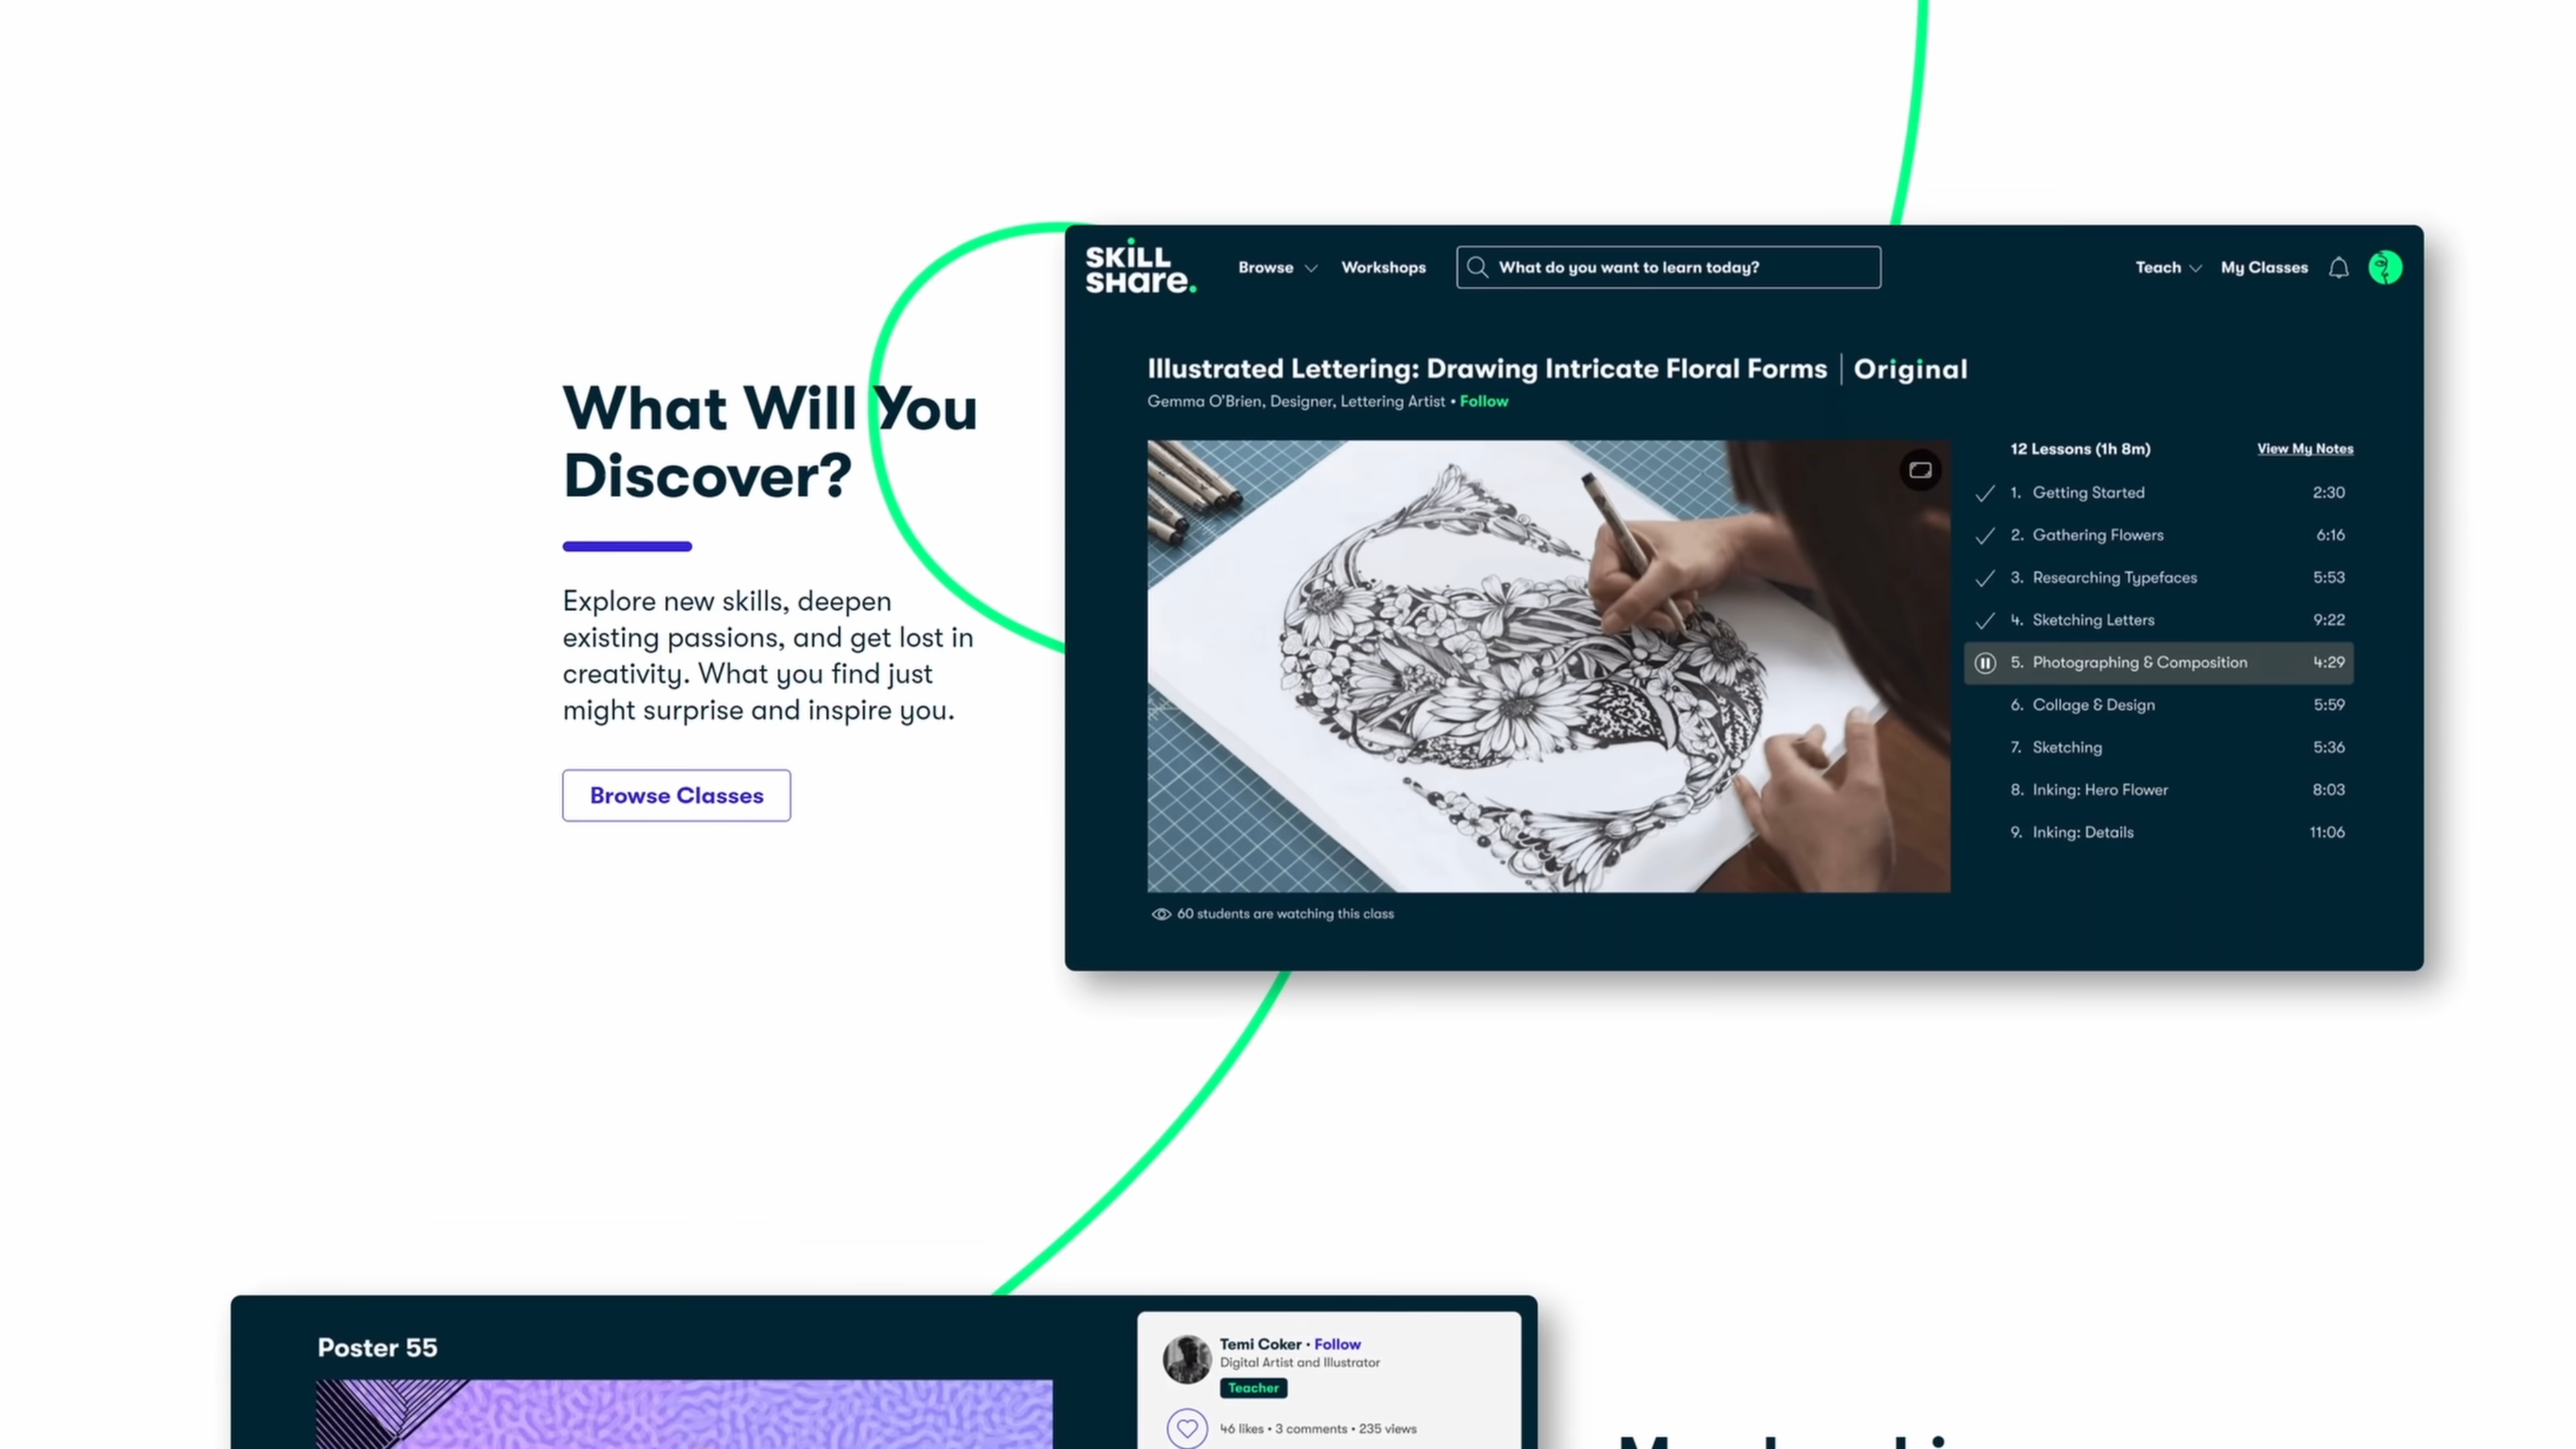 SKILL
SHare.
Browse
Workshops
What do you want to learn today?
Teach
My Classes
What Will You
Discover?
Explore new skills, deepen
existing passions, and get lost in
creativity. What you find just
might surprise and inspire you.
Browse Classes
Illustrated Lettering: Drawing Intricate Floral Forms | Original
Gemma O'Brien, Designer, Lettering Artist • Follow
12 Lessons (1h 8m) View My Notes
1. Getting Started 2:30
2. Gathering Flowers 6:16
3. Researching Typefaces 5:53
4. Sketching Letters 9:22
5. Photographing & Composition 4:29
6. Collage & Design 5:59
7. Sketching 5:36
8. Inking: Hero Flower 8:03
9. Inking: Details 11:06
60 students are watching this class
Poster 55
Temi Coker · Follow
Digital Artist and Illustrator
Teacher
46 likes • 3 comments • 235 views